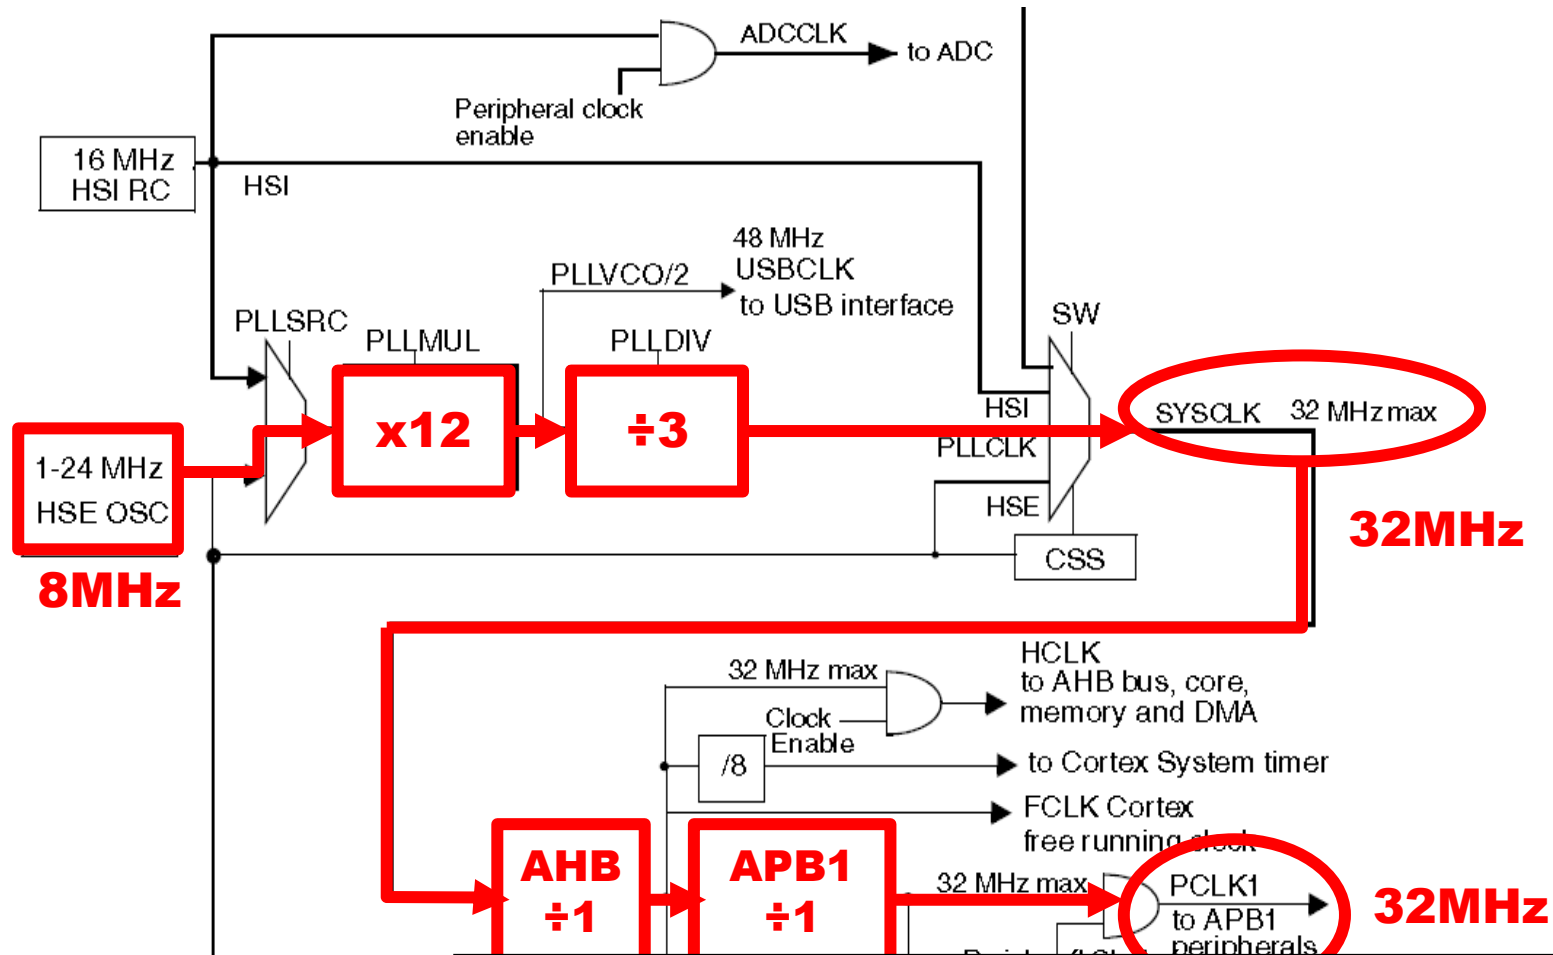 ADCCLK
to ADC
Peripheral clock
enable
16 MHz
HSI RC
HSI
48 MHz
USBCLK
to USB interface
PLLVCO/2
PLLSRC
PLLMUL
PLLDIV
SW
x12
÷3
HSI
PLLCLK
HSE
SYSCLK 32 MHz max
1-24 MHz
HSE OSC
8MHz
CSS
32MHz
32 MHz max
HCLK
to AHB bus, core,
memory and DMA
Clock
Enable
/8
to Cortex System timer
FCLK Cortex
free running clock
AHB
÷1
APB1
÷1
32 MHz max
PCLK1
to APB1
peripherals
32MHz